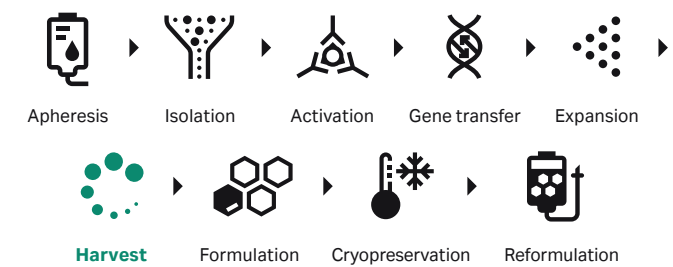 Apheresis Isolation Activation Gene transfer Expansion
Harvest Formulation Cryopreservation Reformulation